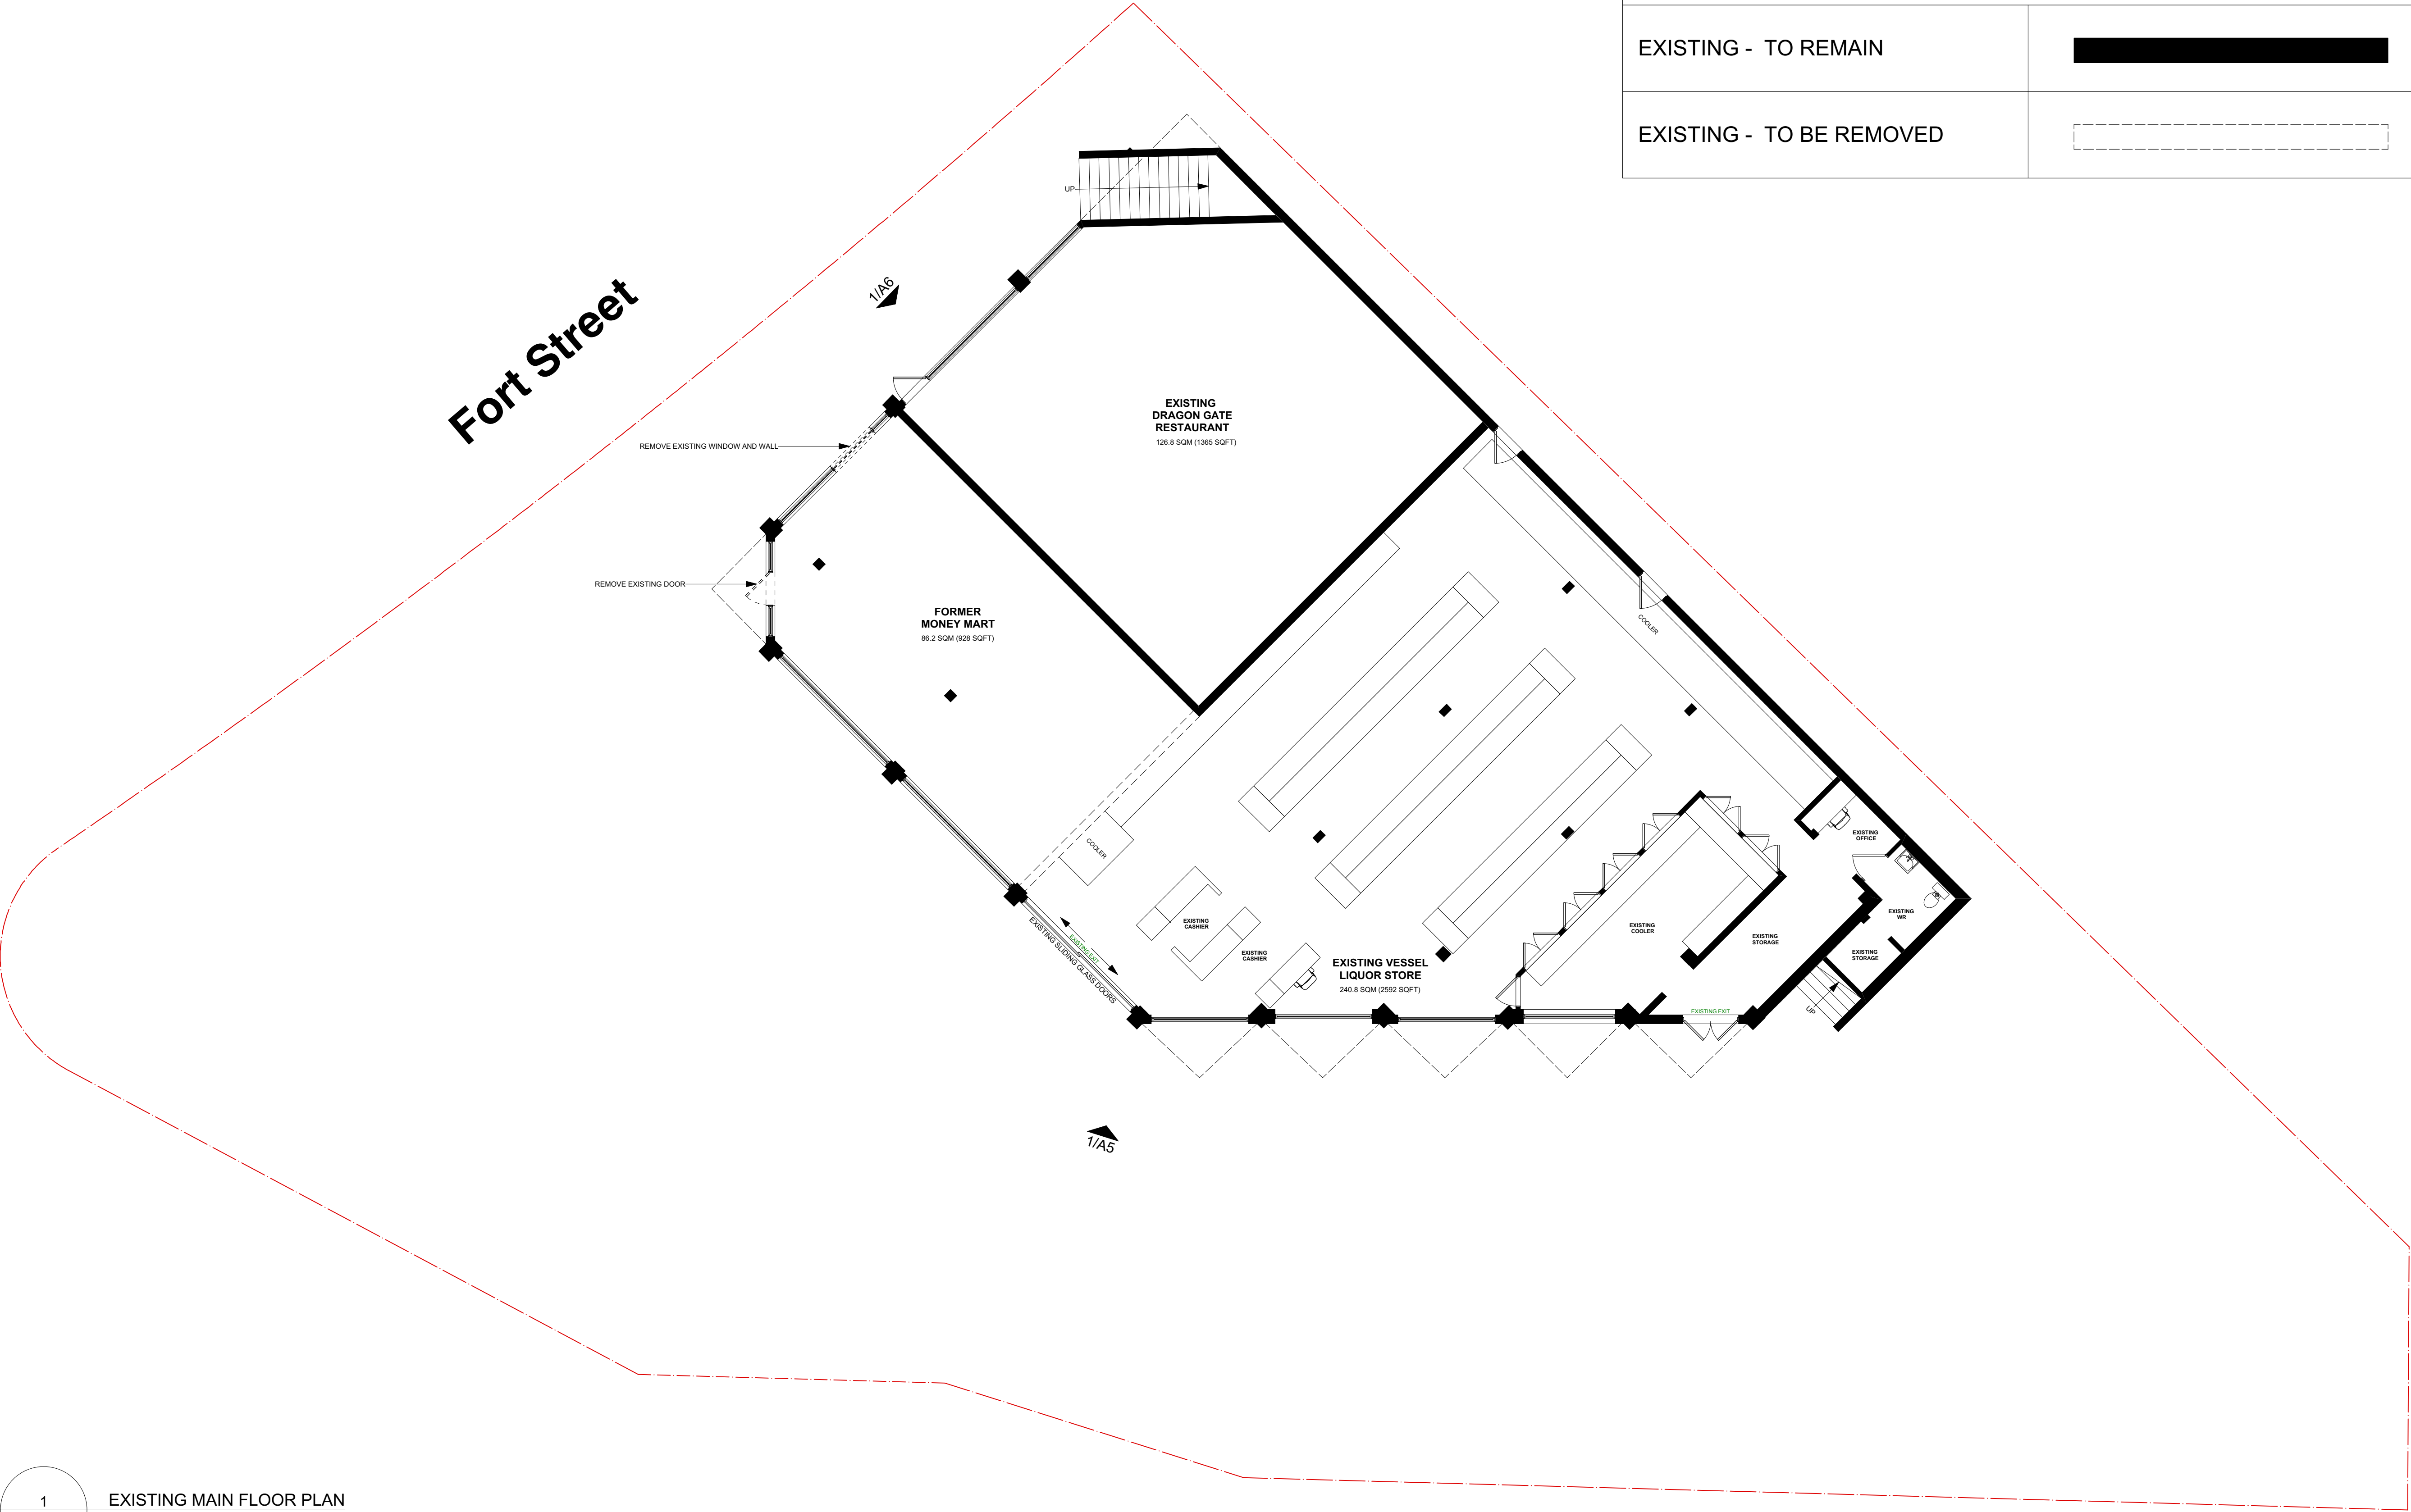 EXISTING - TO REMAIN
EXISTING - TO BE REMOVED
UP
1/A6
Fort Street
REMOVE EXISTING WINDOW AND WALL
EXISTING
DRAGON GATE
RESTAURANT
126.8 SQM (1365 SQFT)
REMOVE EXISTING DOOR
FORMER
MONEY MART
86.2 SQM (928 SQFT)
COOLER
COOLER
EXISTING
OFFICE
EXISTING
WR
EXISTING
CASHIER
EXISTING
CASHIER
EXISTING
COOLER
EXISTING
STORAGE
EXISTING
STORAGE
EXISTING EXIT
EXISTING SLIDING GLASS DOORS
EXISTING VESSEL
LIQUOR STORE
240.8 SQM (2592 SQFT)
EXISTING EXIT
UP
1/A5
1
EXISTING MAIN FLOOR PLAN